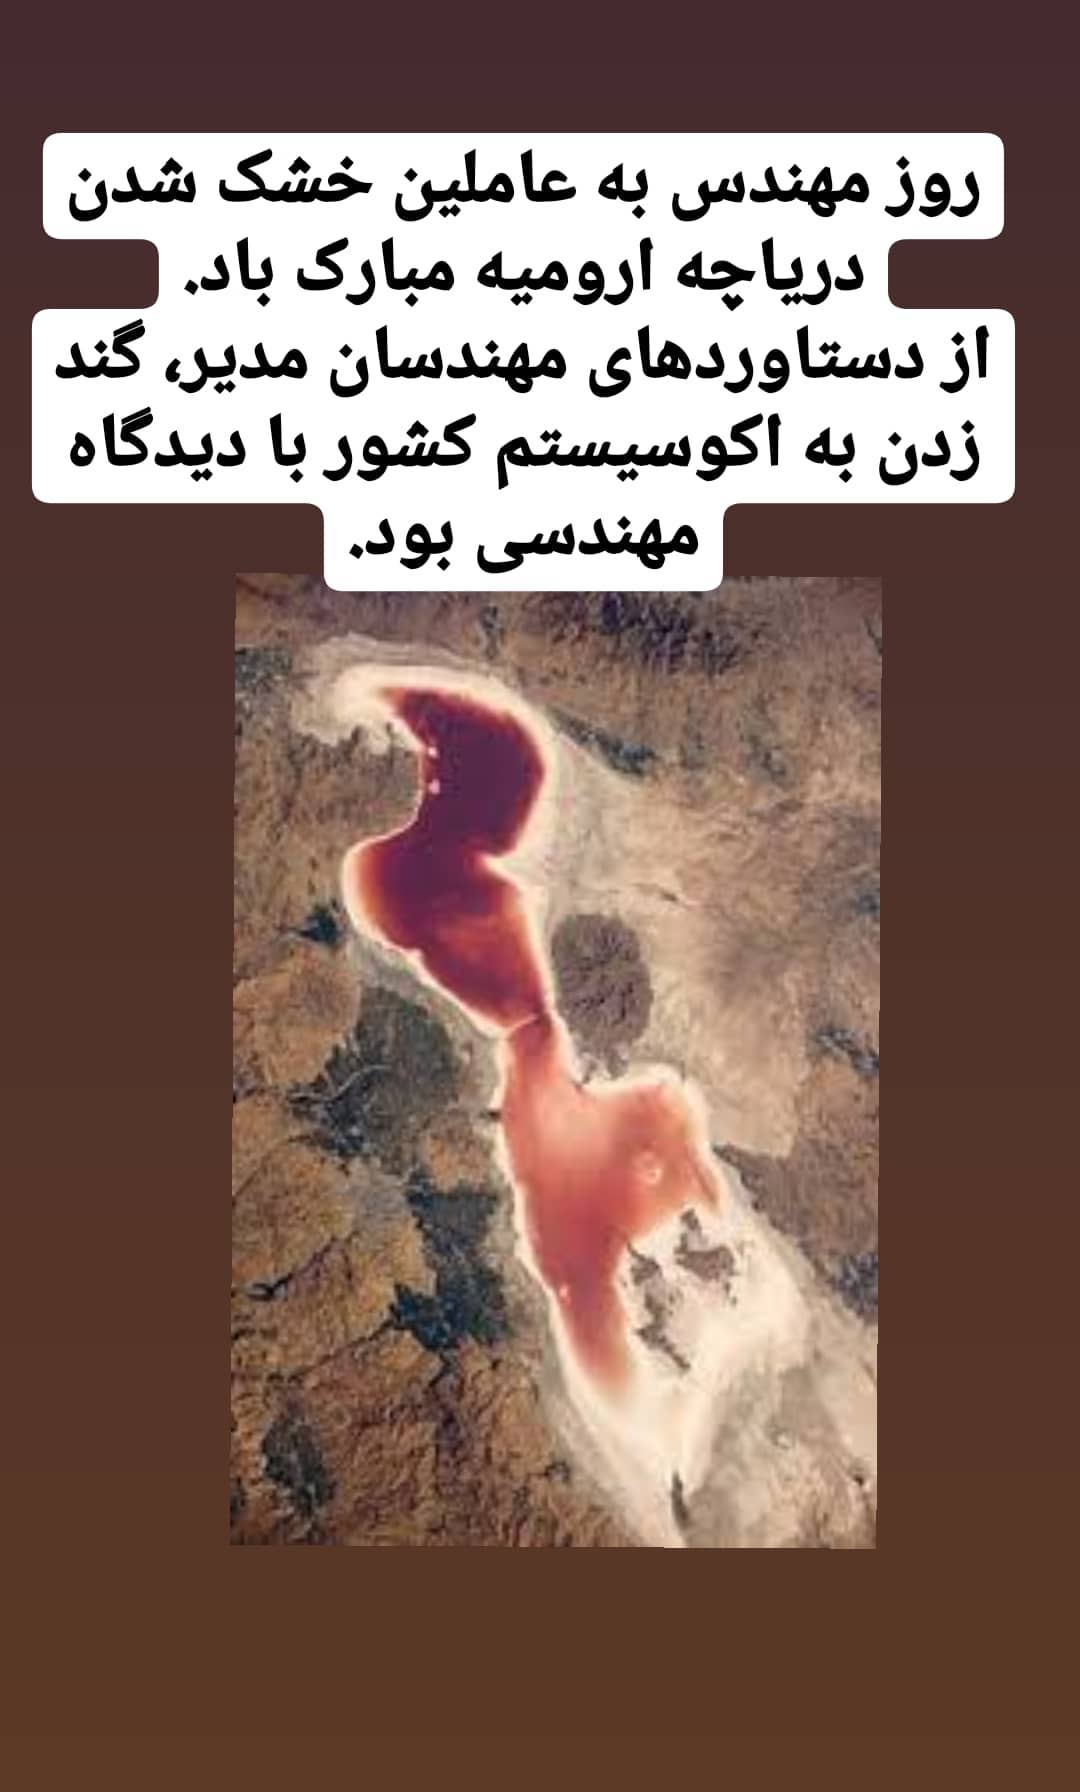 روز مهندس به عاملین خشک شدن
دریاچه ارومیه مبارک باد.
از دستاوردهای مهندسان مدیر، گند
زدن به اکوسیستم کشور با دیدگاه
مهندسی بود.